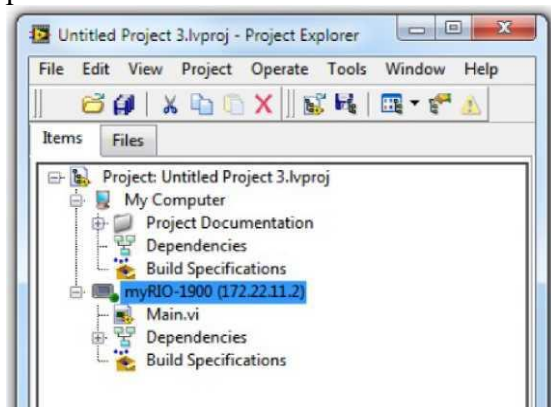 Untitled Project 3.lvproj - Project Explorer
File Edit View Project Operate Tools Window Help
Items Files
Project: Untitled Project 3.lvproj
My Computer
Project Documentation
Dependencies
Build Specifications
myRIO-1900 (172.22.11.2)
Main.vi
Dependencies
Build Specifications